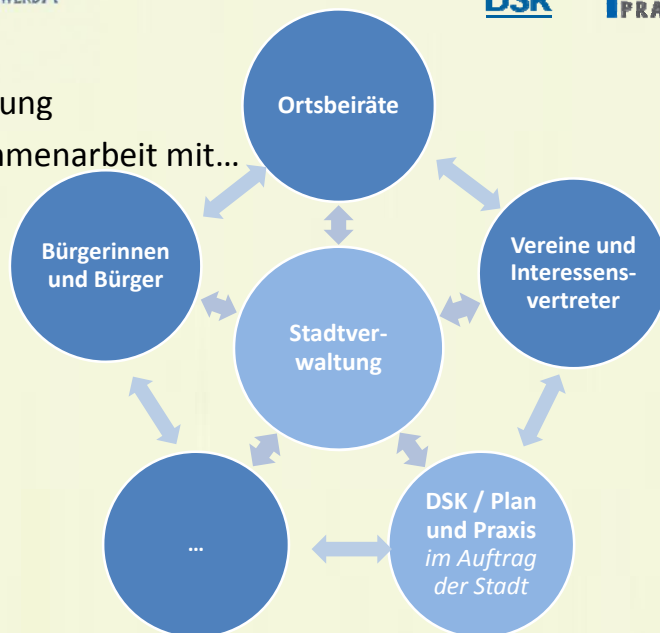 DSK
PRA
ung
menarbeit mit…
Ortsbeiräte
Bürgerinnen
und Bürger
Vereine und
Interessens-
vertreter
Stadtver-
waltung
…
DSK / Plan
und Praxis
im Auftrag
der Stadt